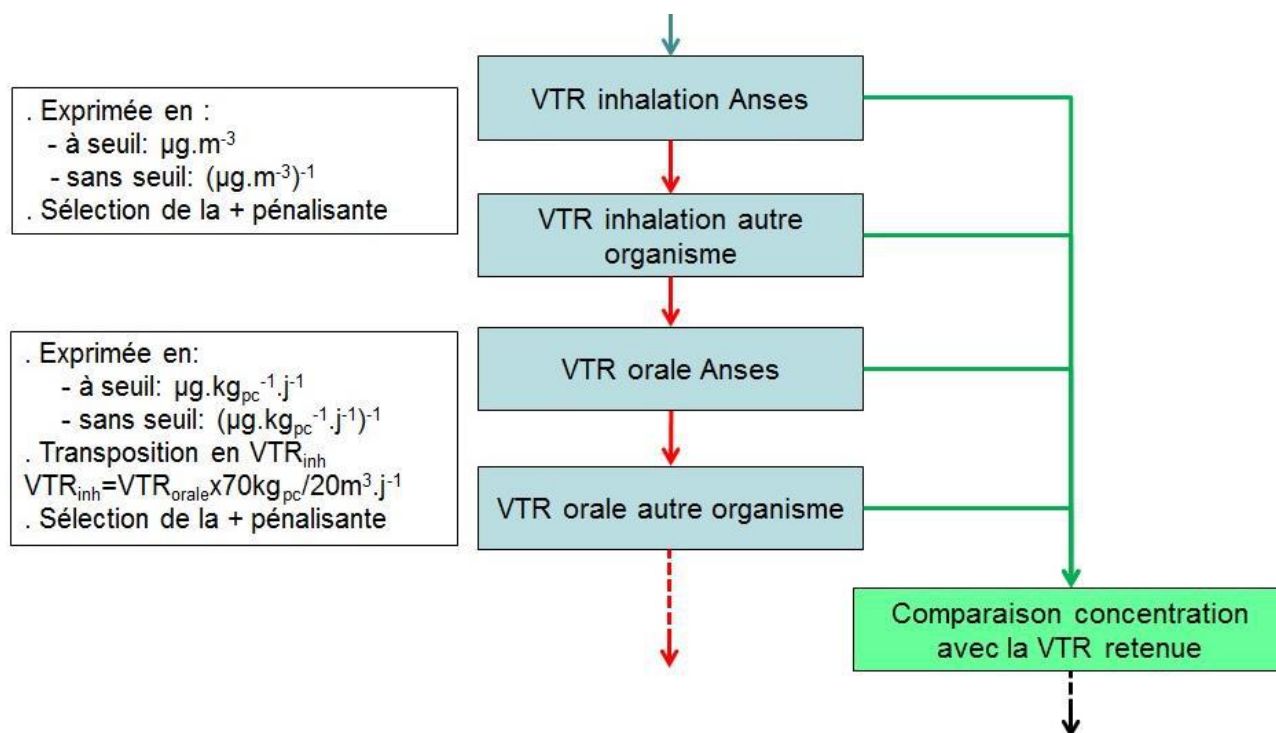 VTR inhalation Anses
. Exprimée en :
- à seuil: µg.m⁻³
- sans seuil: (µg.m⁻³)⁻¹
. Sélection de la + pénalisante
VTR inhalation autre
organisme
. Exprimée en:
- à seuil: µg.kgpc⁻¹.j⁻¹
- sans seuil: (µg.kgpc⁻¹.j⁻¹)⁻¹
. Transposition en VTRinh
VTRinh=VTRoralex70kgpc/20m³.j⁻¹
. Sélection de la + pénalisante
VTR orale Anses
VTR orale autre organisme
Comparaison concentration
avec la VTR retenue